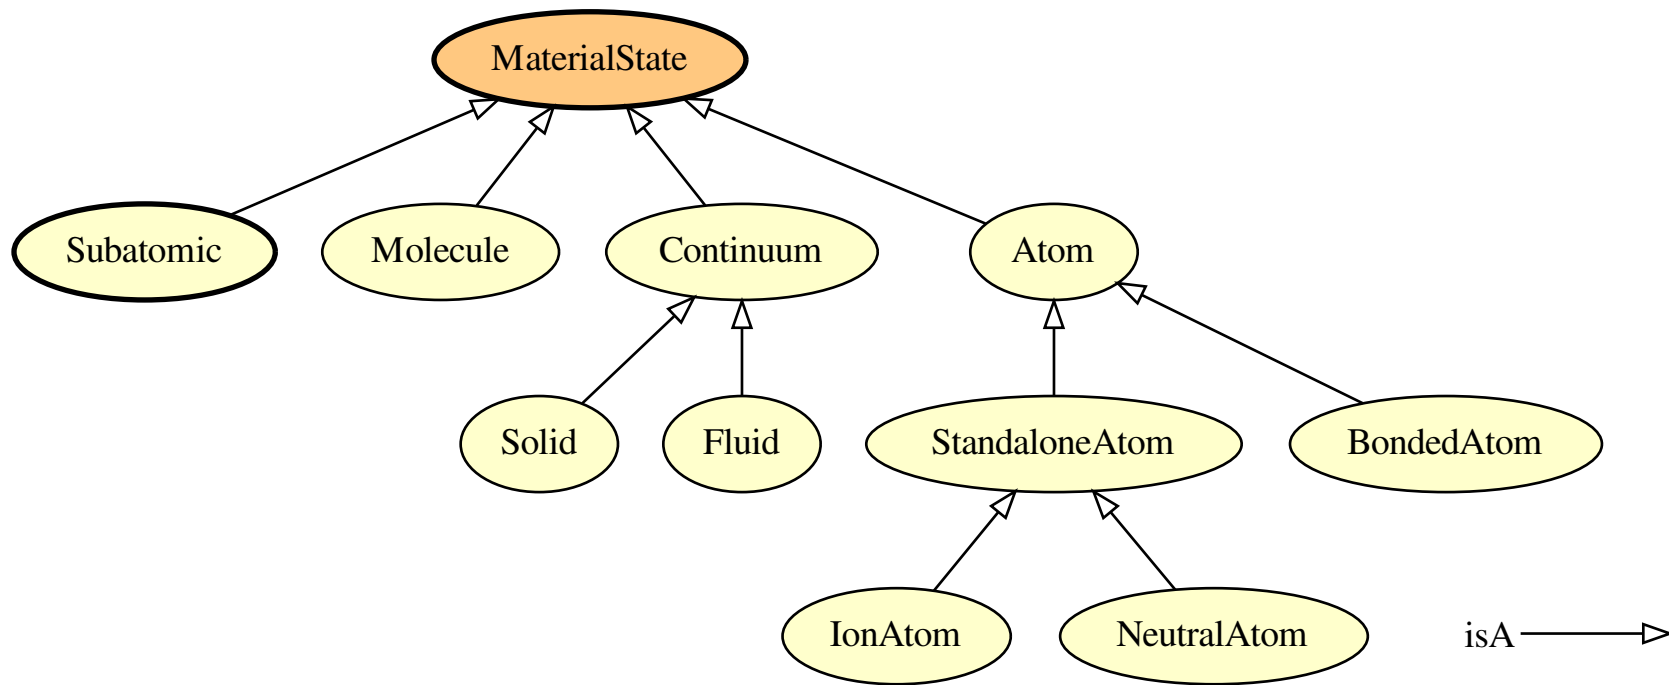 MaterialState
Subatomic
Molecule
Continuum
Atom
Solid
Fluid
StandaloneAtom
BondedAtom
IonAtom
NeutralAtom
isA